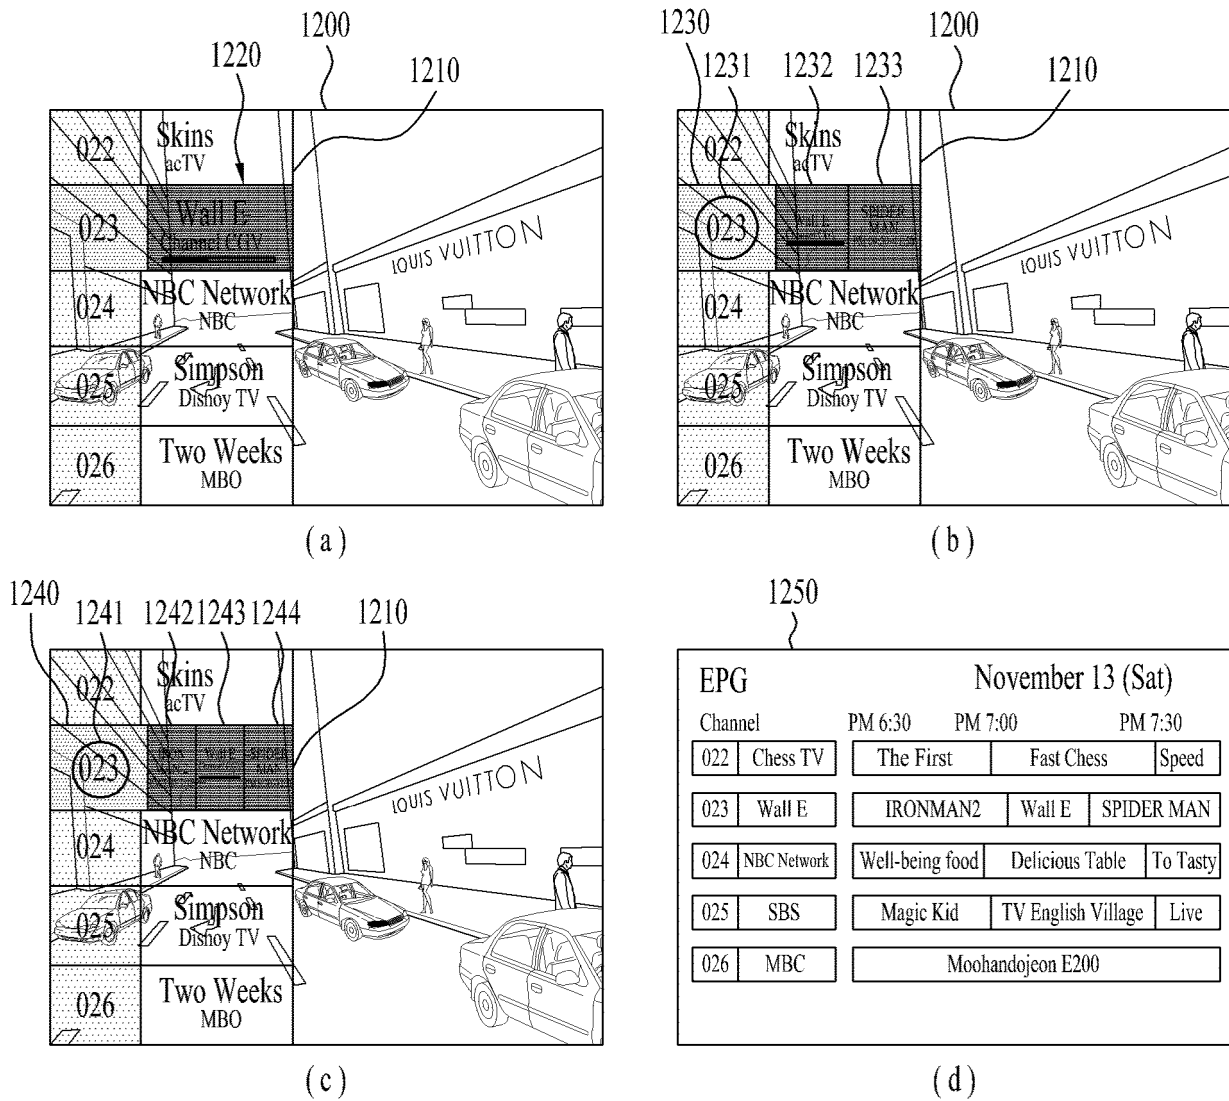 1220
1200
1210
022
Skins
acTV
023
Wall E
Channel CGV
024
NBC Network
NBC
025
Simpson
Disnoy TV
026
Two Weeks
MBO
LOUIS VUITTON
(a)
1230
1231
1232
1233
1200
1210
022
Skins
acTV
023
Wall E
SPIDER
MAN
024
NBC Network
NBC
025
Simpson
Disnoy TV
026
Two Weeks
MBO
LOUIS VUITTON
(b)
1240
1241
1242
1243
1244
1210
022
Skins
acTV
023
Wall E
SPIDER
MAN
024
NBC Network
NBC
025
Simpson
Disnoy TV
026
Two Weeks
MBO
LOUIS VUITTON
(c)
1250
EPG November 13 (Sat)
Channel PM 6:30 PM 7:00 PM 7:30
022 Chess TV The First Fast Chess Speed
023 Wall E IRONMAN2 Wall E SPIDER MAN
024 NBC Network Well-being food Delicious Table To Tasty
025 SBS Magic Kid TV English Village Live
026 MBC Moohandojeon E200
(d)